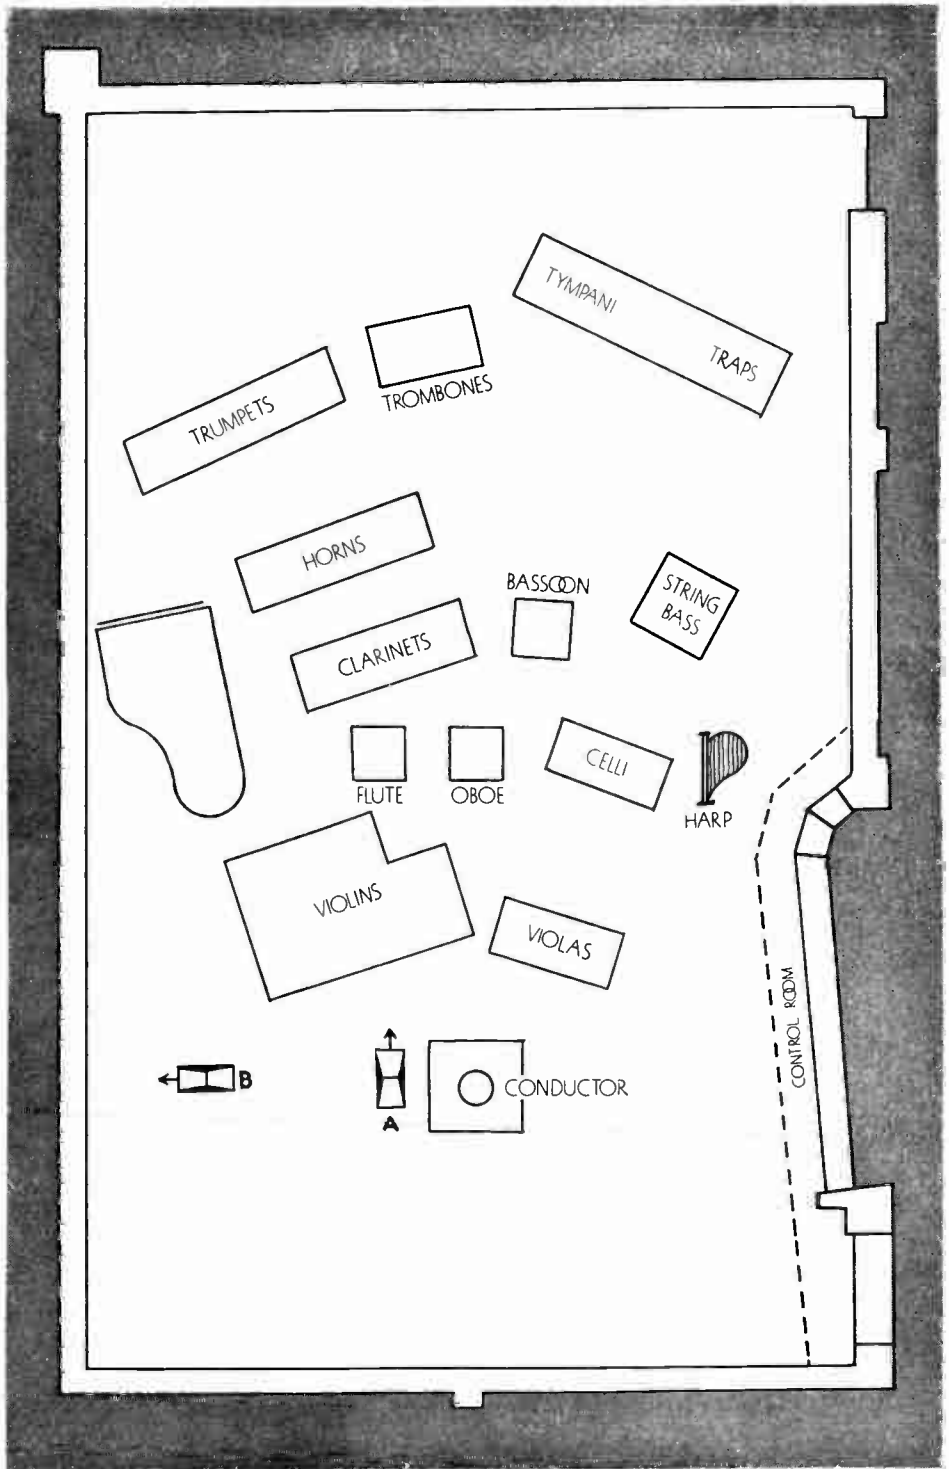 TYMPANI
TRAPS
TROMBONES
TRUMPETS
HORNS
BASSOON
STRING
BASS
CLARINETS
CELLI
FLUTE
OBOE
HARP
VIOLINS
VIOLAS
CONTROL ROOM
B
CONDUCTOR
A